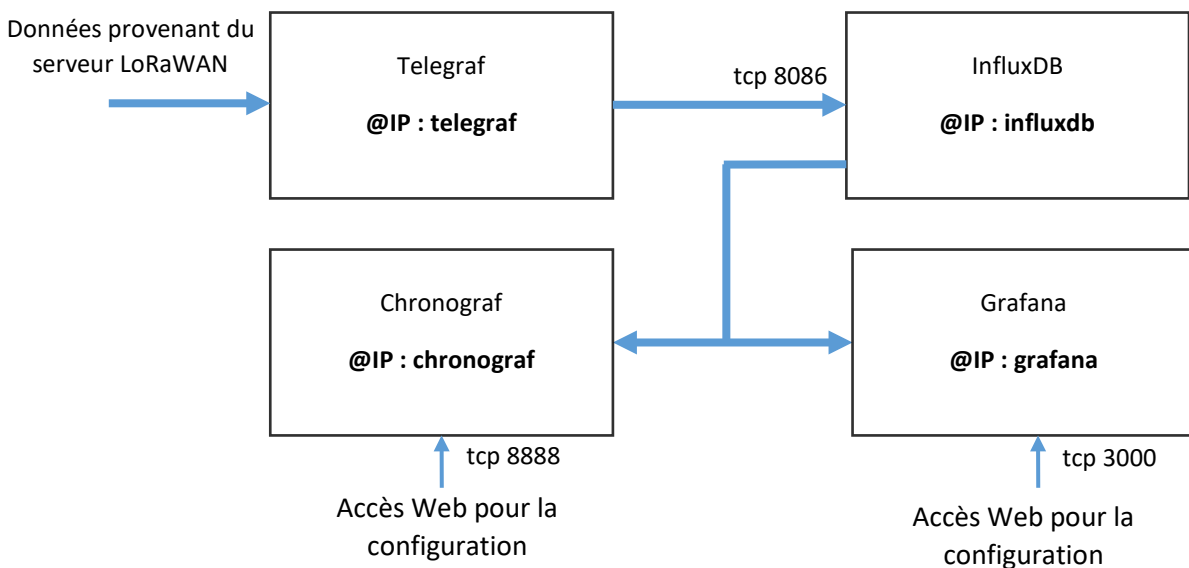 Données provenant du
serveur LoRaWAN
Telegraf
@IP : telegraf
tcp 8086
InfluxDB
@IP : influxdb
Chronograf
@IP : chronograf
Grafana
@IP : grafana
tcp 8888
Accès Web pour la
configuration
tcp 3000
Accès Web pour la
configuration